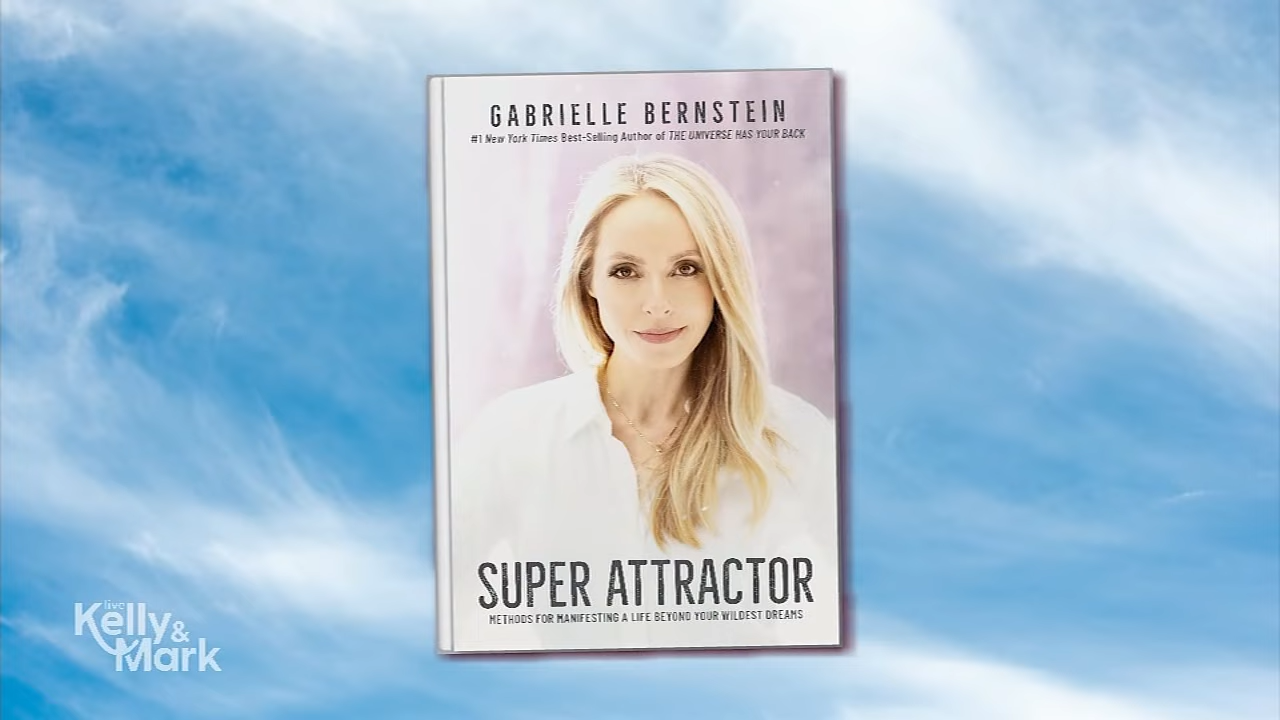 GABRIELLE BERNSTEIN
#1 New York Times Best-Selling Author of THE UNIVERSE HAS YOUR BACK
SUPER ATTRACTOR
METHODS FOR MANIFESTING A LIFE BEYOND YOUR WILDEST DREAMS
live
Kelly&
Mark